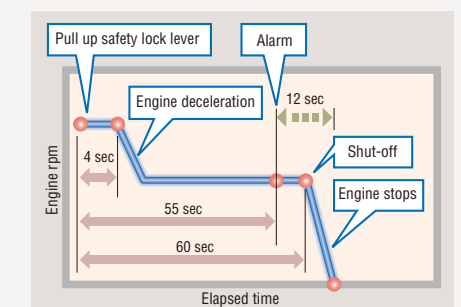 Pull up safety lock lever
Alarm
Engine deceleration
12 sec
Shut-off
4 sec
Engine stops
55 sec
60 sec
Engine rpm
Elapsed time